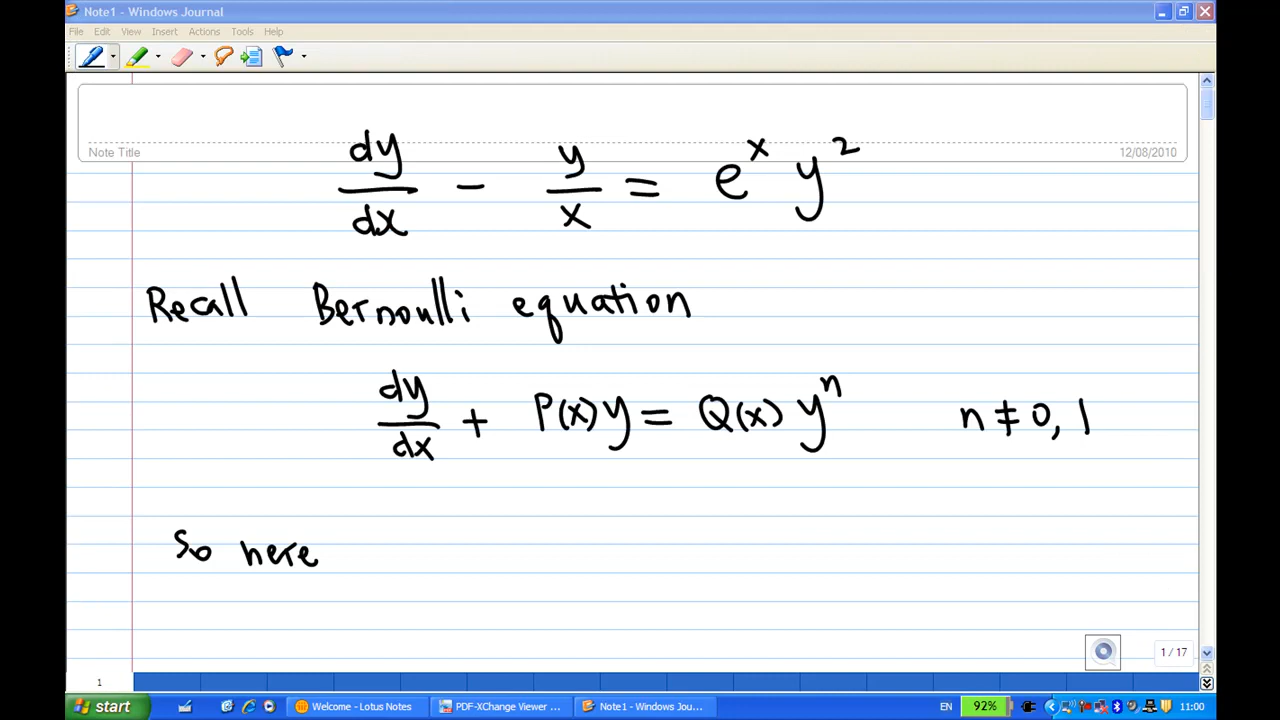 Note1 - Windows Journal
File Edit View Insert Actions Tools Help
dy/dx - y/x = e^x y^2
Note Title
12/08/2010
Recall Bernoulli equation
dy/dx + P(x)y = Q(x) y^n n ≠ 0, 1
So here
1 / 17
1
start Welcome - Lotus Notes PDF-XChange Viewer ... Note1 - Windows Jou... EN 92% 11:00